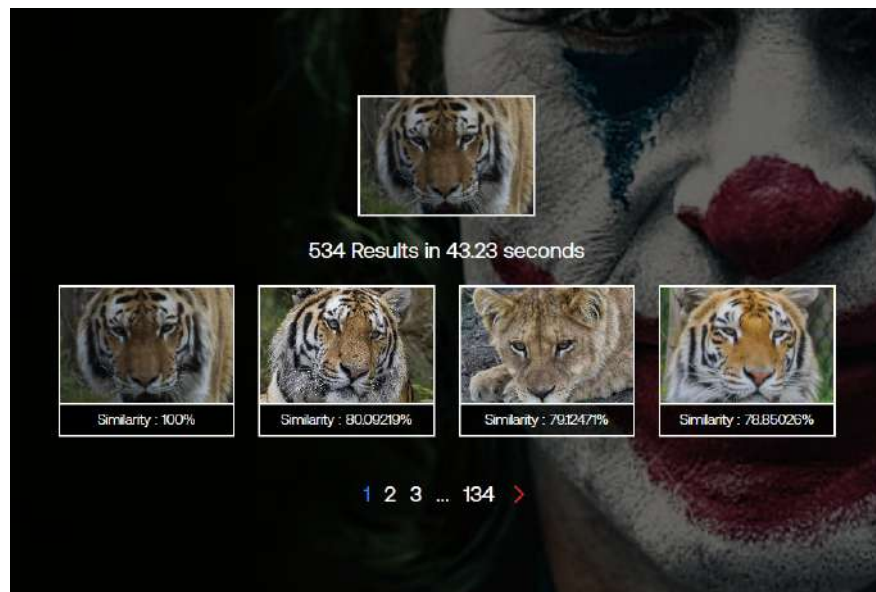 534 Results in 43.23 seconds
Similarity : 100%
Similarity : 80.09219%
Similarity : 79.12471%
Similarity : 78.85026%
1 2 3 ... 134 >